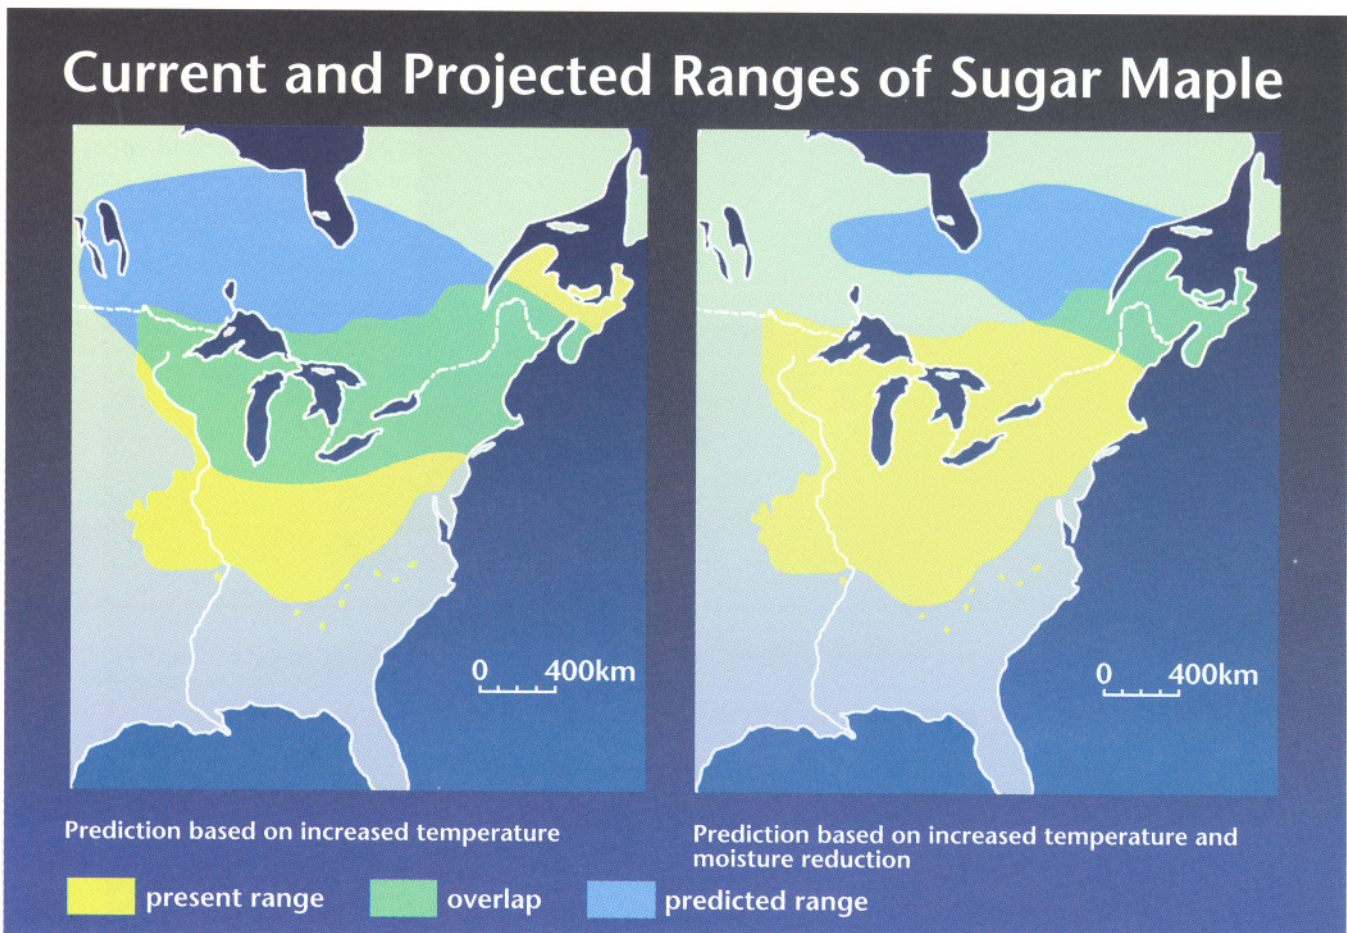 Current and Projected Ranges of Sugar Maple
0 400km
0 400km
Prediction based on increased temperature
Prediction based on increased temperature and
moisture reduction
present range
overlap
predicted range